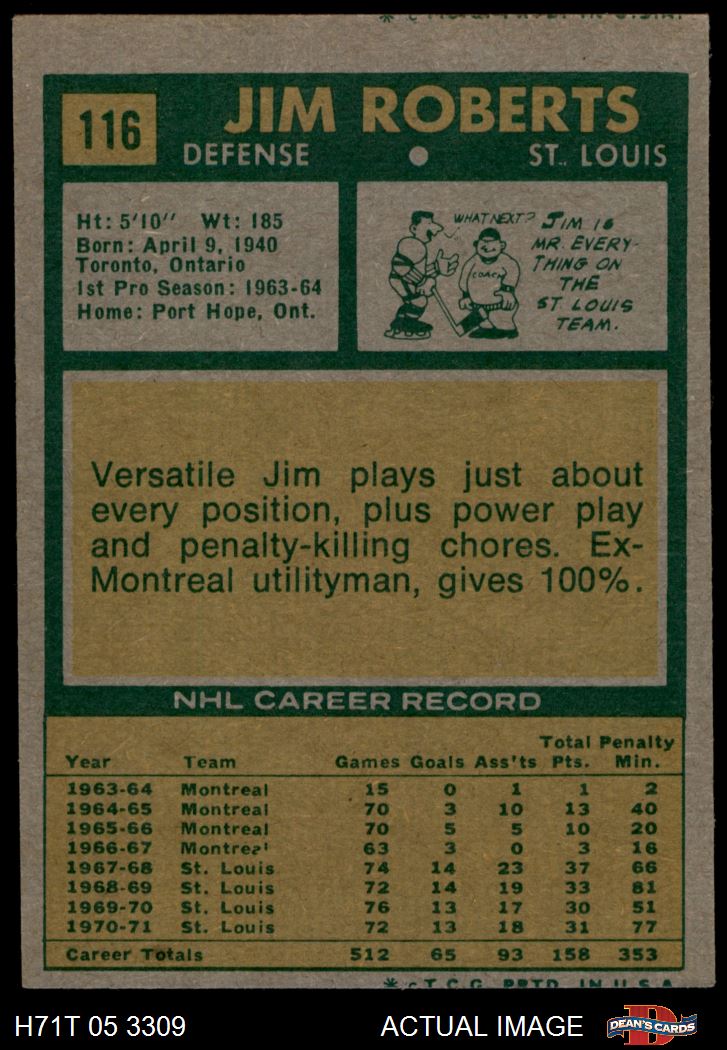 116
JIM ROBERTS
DEFENSE ST. LOUIS
Ht: 5'10" Wt: 185
Born: April 9, 1940
Toronto, Ontario
1st Pro Season: 1963-64
Home: Port Hope, Ont.
WHAT NEXT?
COACH
JIM IS
MR. EVERY-
THING ON
THE
ST. LOUIS
TEAM.
Versatile Jim plays just about
every position, plus power play
and penalty-killing chores. Ex-
Montreal utilityman, gives 100%.
NHL CAREER RECORD
Total Penalty
Year Team Games Goals Ass'ts Pts. Min.
1963-64 Montreal 15 0 1 1 2
1964-65 Montreal 70 3 10 13 40
1965-66 Montreal 70 5 5 10 20
1966-67 Montreal 63 3 0 3 16
1967-68 St. Louis 74 14 23 37 66
1968-69 St. Louis 72 14 19 33 81
1969-70 St. Louis 76 13 17 30 51
1970-71 St. Louis 72 13 18 31 77
Career Totals 512 65 93 158 353
* c T.C.G. PRTD. IN U.S.A.
H71T 05 3309 ACTUAL IMAGE
DEAN'S CARDS